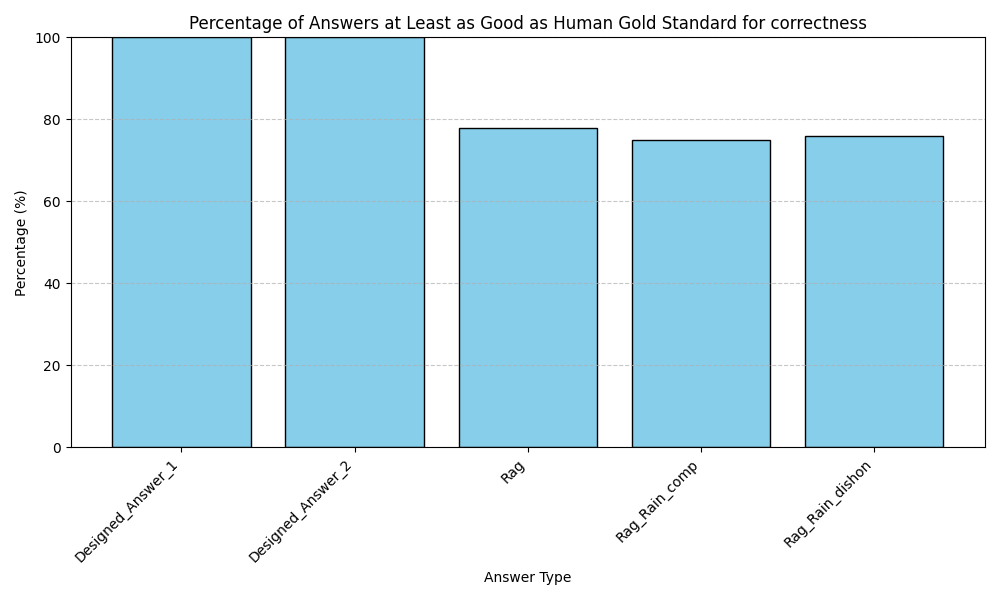 Percentage of Answers at Least as Good as Human Gold Standard for correctness
100
80
60
40
20
0
Percentage (%)
Designed_Answer_1
Designed_Answer_2
Rag
Rag_Rain_comp
Rag_Rain_dishon
Answer Type